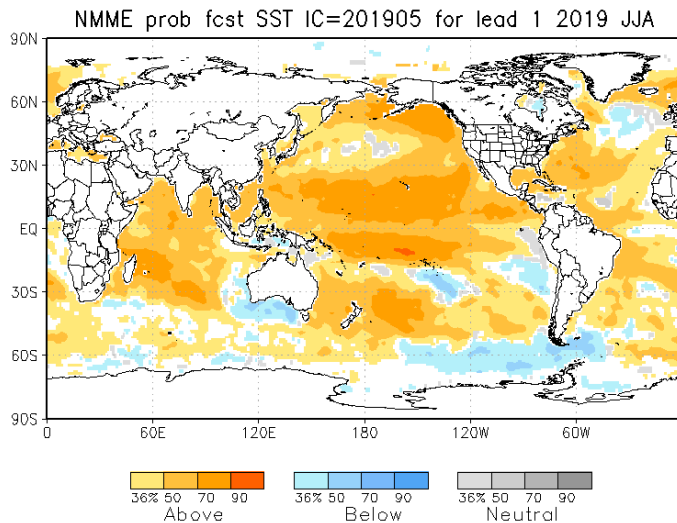 NMME prob fcst SST IC=201905 for lead 1 2019 JJA
90N
60N
30N
EQ
30S
60S
90S
0 60E 120E 180 120W 60W
36% 50 70 90 36% 50 70 90 36% 50 70 90
Above Below Neutral